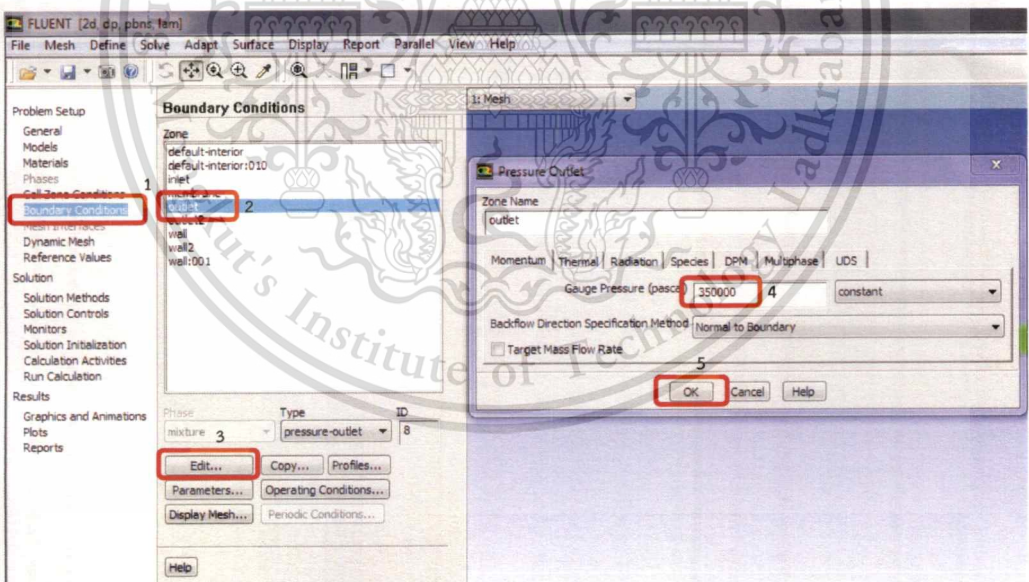 FLUENT [2d, dp, pbns, lam]
File Mesh Define Solve Adapt Surface Display Report Parallel View Help
Problem Setup
General
Models
Materials
Phases
Cell Zone Conditions
Boundary Conditions
Mesh Interfaces
Dynamic Mesh
Reference Values
Solution
Solution Methods
Solution Controls
Monitors
Solution Initialization
Calculation Activities
Run Calculation
Results
Graphics and Animations
Plots
Reports
1
Boundary Conditions
Zone
default-interior
default-interior:010
inlet
membrane
outlet
2
outlet2
wall
wall2
wall:001
Phase Type ID
mixture pressure-outlet 8
3
Edit... Copy... Profiles...
Parameters... Operating Conditions...
Display Mesh... Periodic Conditions...
Help
1: Mesh
Pressure Outlet
Zone Name
outlet
Momentum Thermal Radiation Species DPM Multiphase UDS
Gauge Pressure (pascal) 350000 4 constant
Backflow Direction Specification Method Normal to Boundary
Target Mass Flow Rate
5
OK Cancel Help
kut's Institute of Technology Ladkrabang